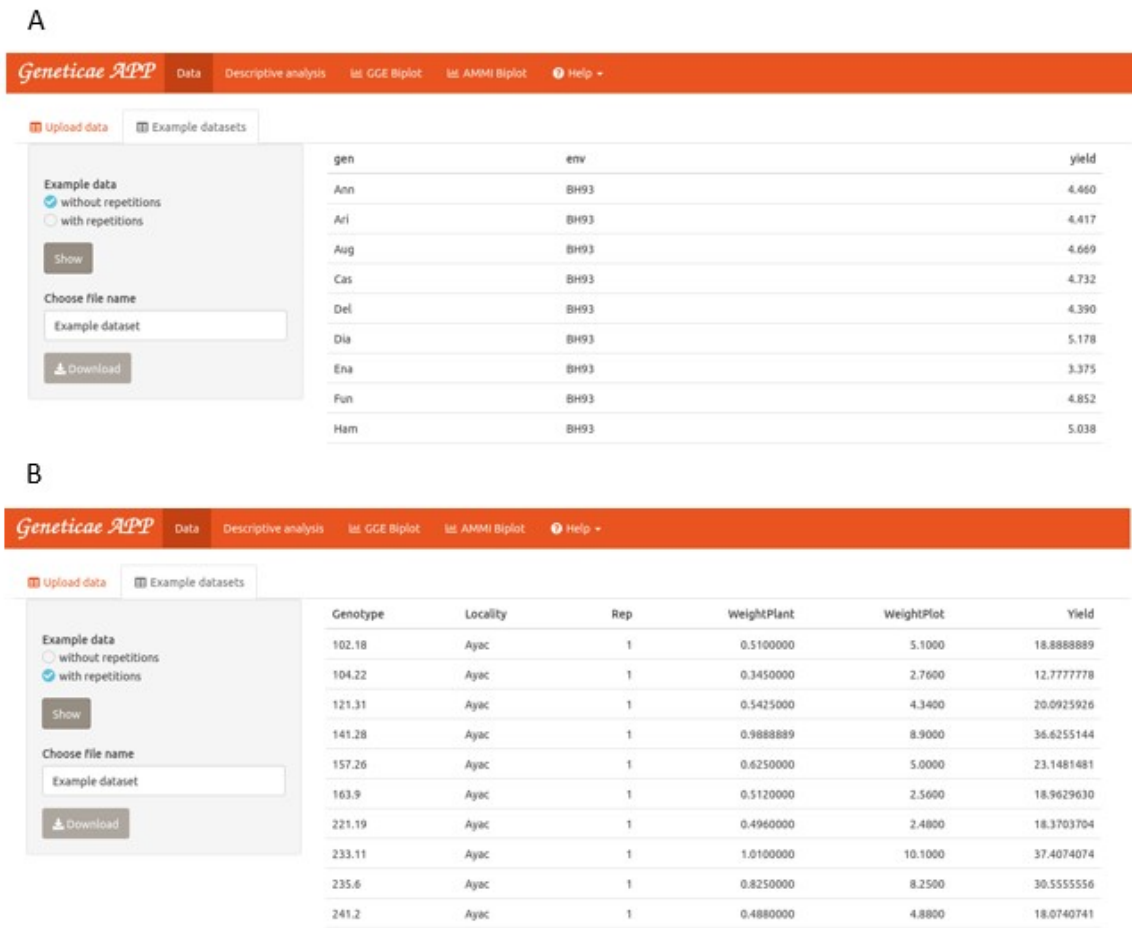 A
Geneticae APP Data Descriptive analysis GGE Biplot AMMI Biplot Help
Upload data Example datasets
Example data
without repetitions
with repetitions
Show
Choose file name
Example dataset
Download
gen env yield
Ann BH93 4.460
Ari BH93 4.417
Aug BH93 4.669
Cas BH93 4.732
Del BH93 4.390
Dia BH93 5.178
Ena BH93 3.375
Fun BH93 4.852
Ham BH93 5.038
B
Geneticae APP Data Descriptive analysis GGE Biplot AMMI Biplot Help
Upload data Example datasets
Example data
without repetitions
with repetitions
Show
Choose file name
Example dataset
Download
Genotype Locality Rep WeightPlant WeightPlot Yield
102.18 Ayac 1 0.5100000 5.1000 18.8888889
104.22 Ayac 1 0.3450000 2.7600 12.7777778
121.31 Ayac 1 0.5425000 4.3400 20.0925926
141.28 Ayac 1 0.9888889 8.9000 36.6255144
157.26 Ayac 1 0.6250000 5.0000 23.1481481
163.9 Ayac 1 0.5120000 2.5600 18.9629630
221.19 Ayac 1 0.4960000 2.4800 18.3703704
233.11 Ayac 1 1.0100000 10.1000 37.4074074
235.6 Ayac 1 0.8250000 8.2500 30.5555556
241.2 Ayac 1 0.4880000 4.8800 18.0740741